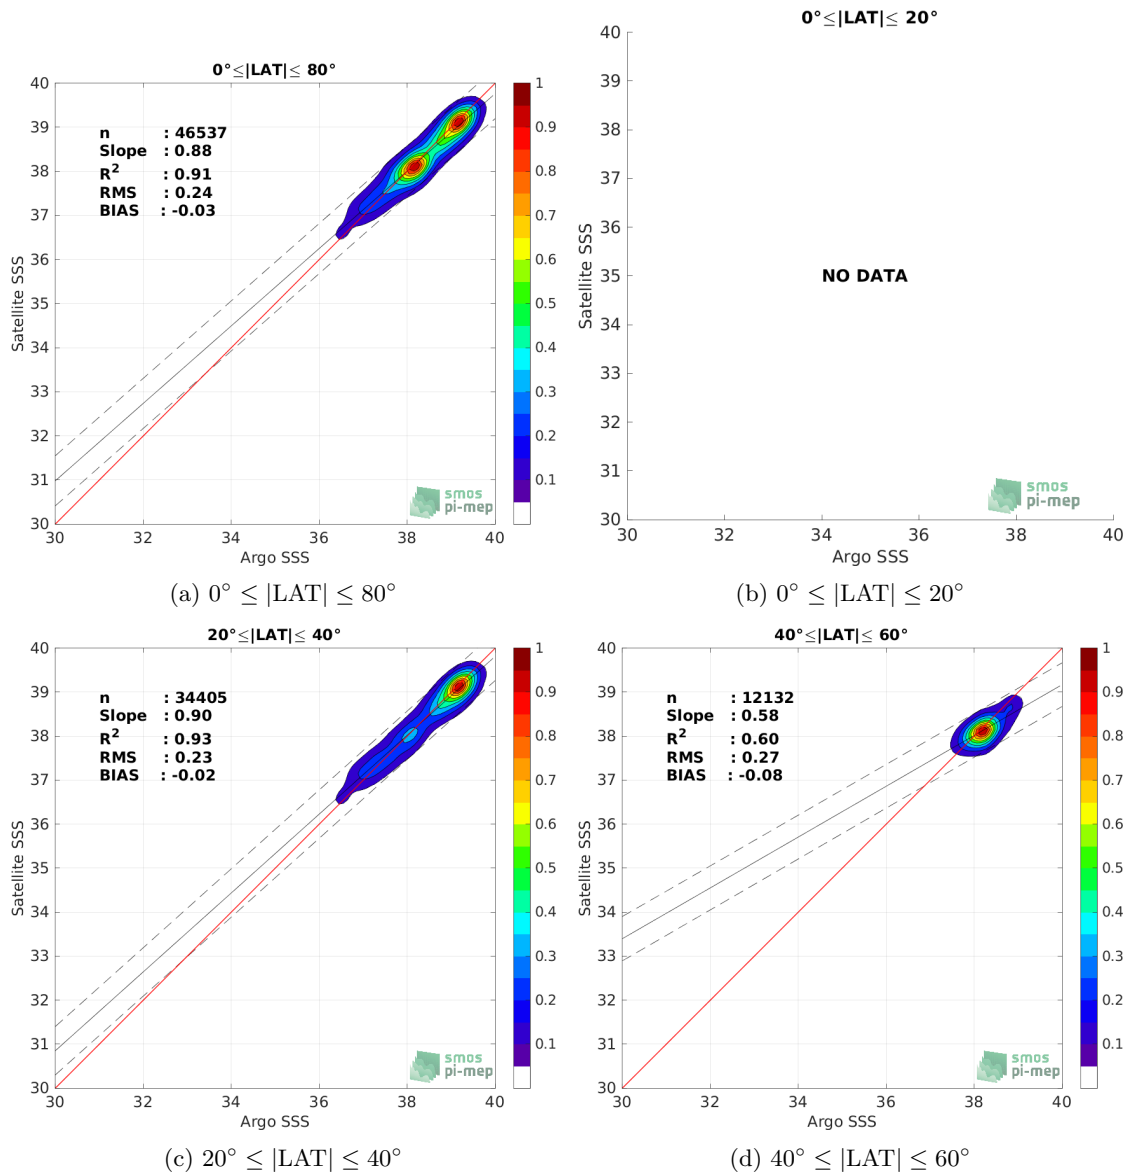 0°≤|LAT|≤ 80°
n : 46537
Slope : 0.88
R² : 0.91
RMS : 0.24
BIAS : -0.03
40
39
38
37
36
35
34
33
32
31
30
Satellite SSS
30 32 34 36 38 40
Argo SSS
smos
pi-mep
1
0.9
0.8
0.7
0.6
0.5
0.4
0.3
0.2
0.1
(a) 0° ≤ |LAT| ≤ 80°
0°≤|LAT|≤ 20°
40
39
38
37
36
35
34
33
32
31
30
Satellite SSS
NO DATA
30 32 34 36 38 40
Argo SSS
smos
pi-mep
(b) 0° ≤ |LAT| ≤ 20°
20°≤|LAT|≤ 40°
n : 34405
Slope : 0.90
R² : 0.93
RMS : 0.23
BIAS : -0.02
40
39
38
37
36
35
34
33
32
31
30
Satellite SSS
30 32 34 36 38 40
Argo SSS
smos
pi-mep
1
0.9
0.8
0.7
0.6
0.5
0.4
0.3
0.2
0.1
(c) 20° ≤ |LAT| ≤ 40°
40°≤|LAT|≤ 60°
n : 12132
Slope : 0.58
R² : 0.60
RMS : 0.27
BIAS : -0.08
40
39
38
37
36
35
34
33
32
31
30
Satellite SSS
30 32 34 36 38 40
Argo SSS
smos
pi-mep
1
0.9
0.8
0.7
0.6
0.5
0.4
0.3
0.2
0.1
(d) 40° ≤ |LAT| ≤ 60°